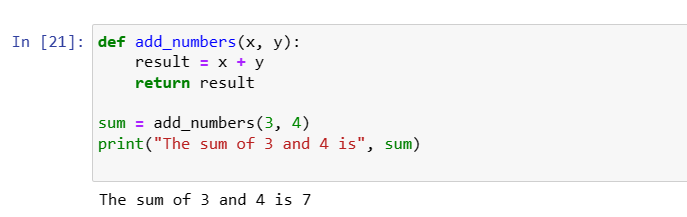 In [21]: def add_numbers(x, y):
    result = x + y
    return result
sum = add_numbers(3, 4)
print("The sum of 3 and 4 is", sum)
The sum of 3 and 4 is 7